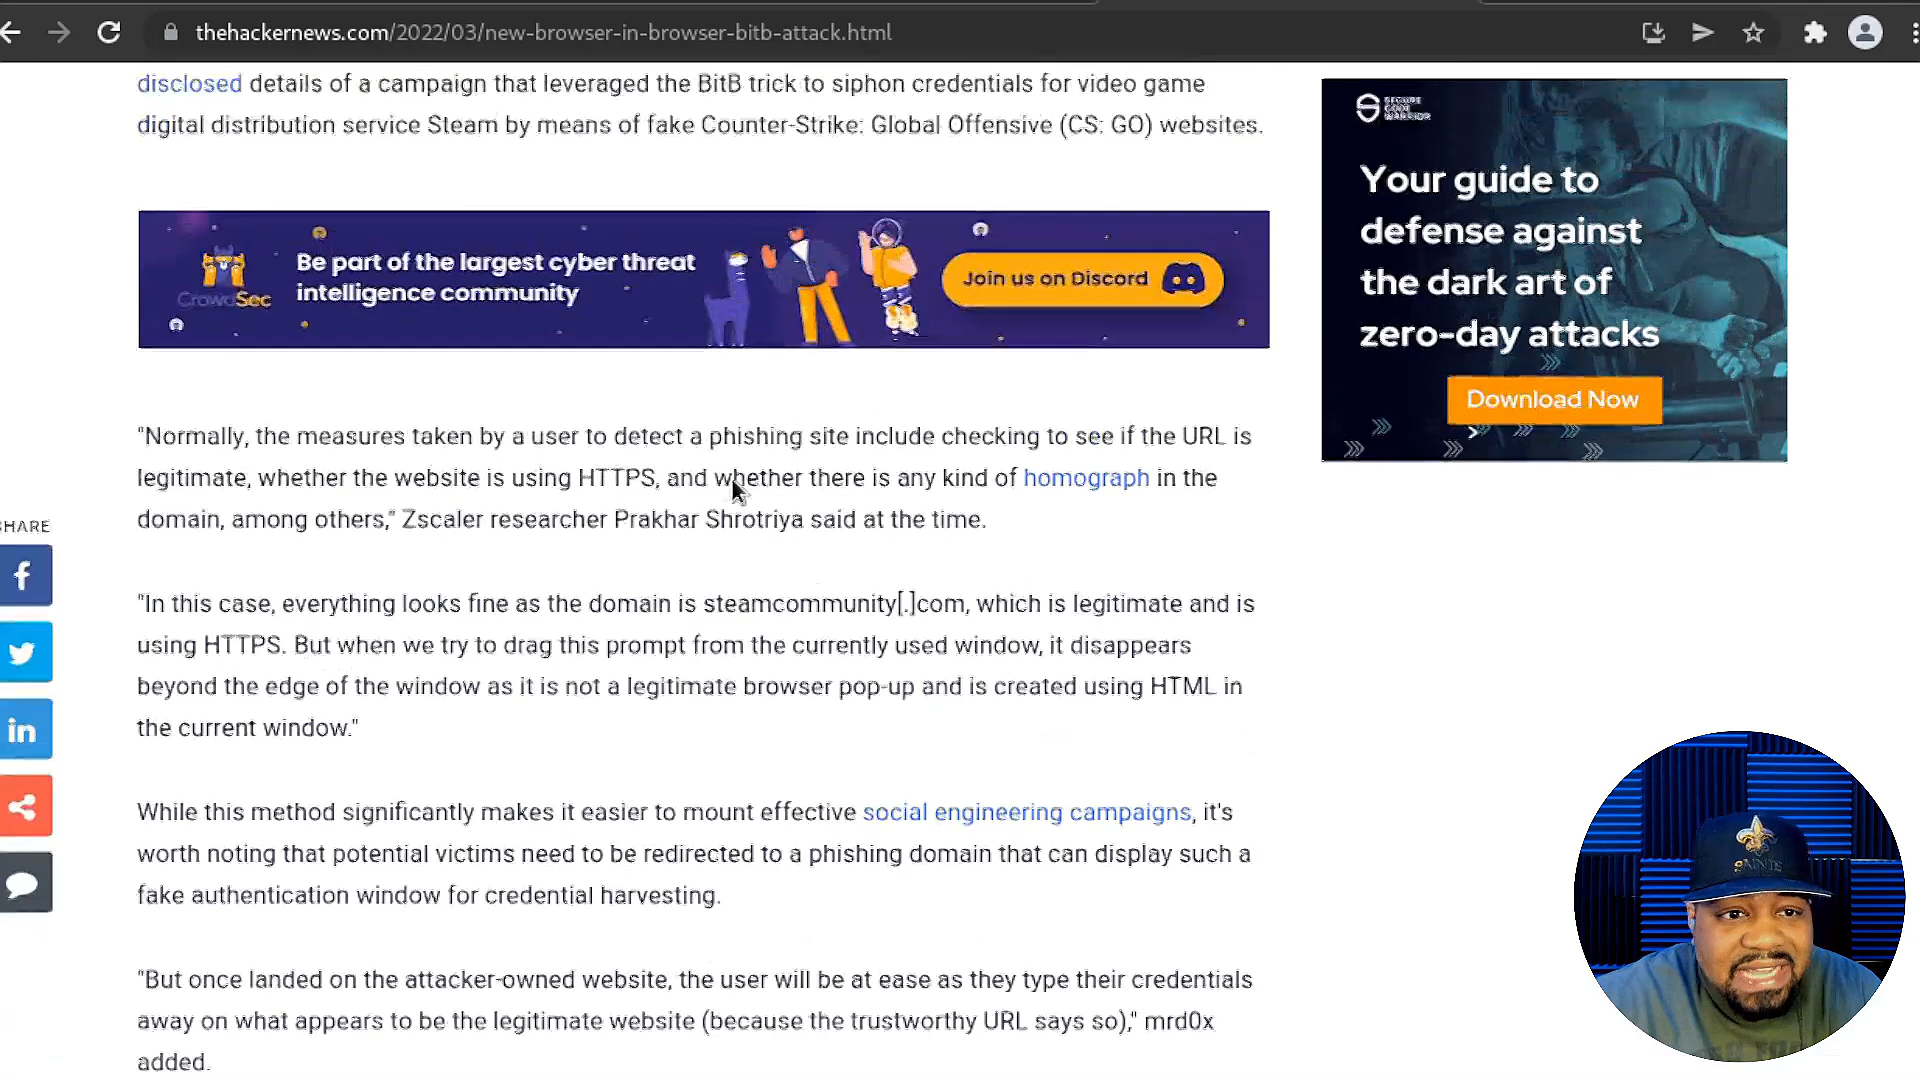 thehackernews.com/2022/03/new-browser-in-browser-bitb-attack.html
disclosed details of a campaign that leveraged the BitB trick to siphon credentials for video game
digital distribution service Steam by means of fake Counter-Strike: Global Offensive (CS: GO) websites.
CrowdSec
Be part of the largest cyber threat
intelligence community
Join us on Discord
SECURE
CODE
WARRIOR
Your guide to
defense against
the dark art of
zero-day attacks
Download Now
"Normally, the measures taken by a user to detect a phishing site include checking to see if the URL is
legitimate, whether the website is using HTTPS, and whether there is any kind of homograph in the
domain, among others," Zscaler researcher Prakhar Shrotriya said at the time.
HARE
"In this case, everything looks fine as the domain is steamcommunity[.]com, which is legitimate and is
using HTTPS. But when we try to drag this prompt from the currently used window, it disappears
beyond the edge of the window as it is not a legitimate browser pop-up and is created using HTML in
the current window."
While this method significantly makes it easier to mount effective social engineering campaigns, it's
worth noting that potential victims need to be redirected to a phishing domain that can display such a
fake authentication window for credential harvesting.
"But once landed on the attacker-owned website, the user will be at ease as they type their credentials
away on what appears to be the legitimate website (because the trustworthy URL says so)," mrd0x
added.
SAINTS